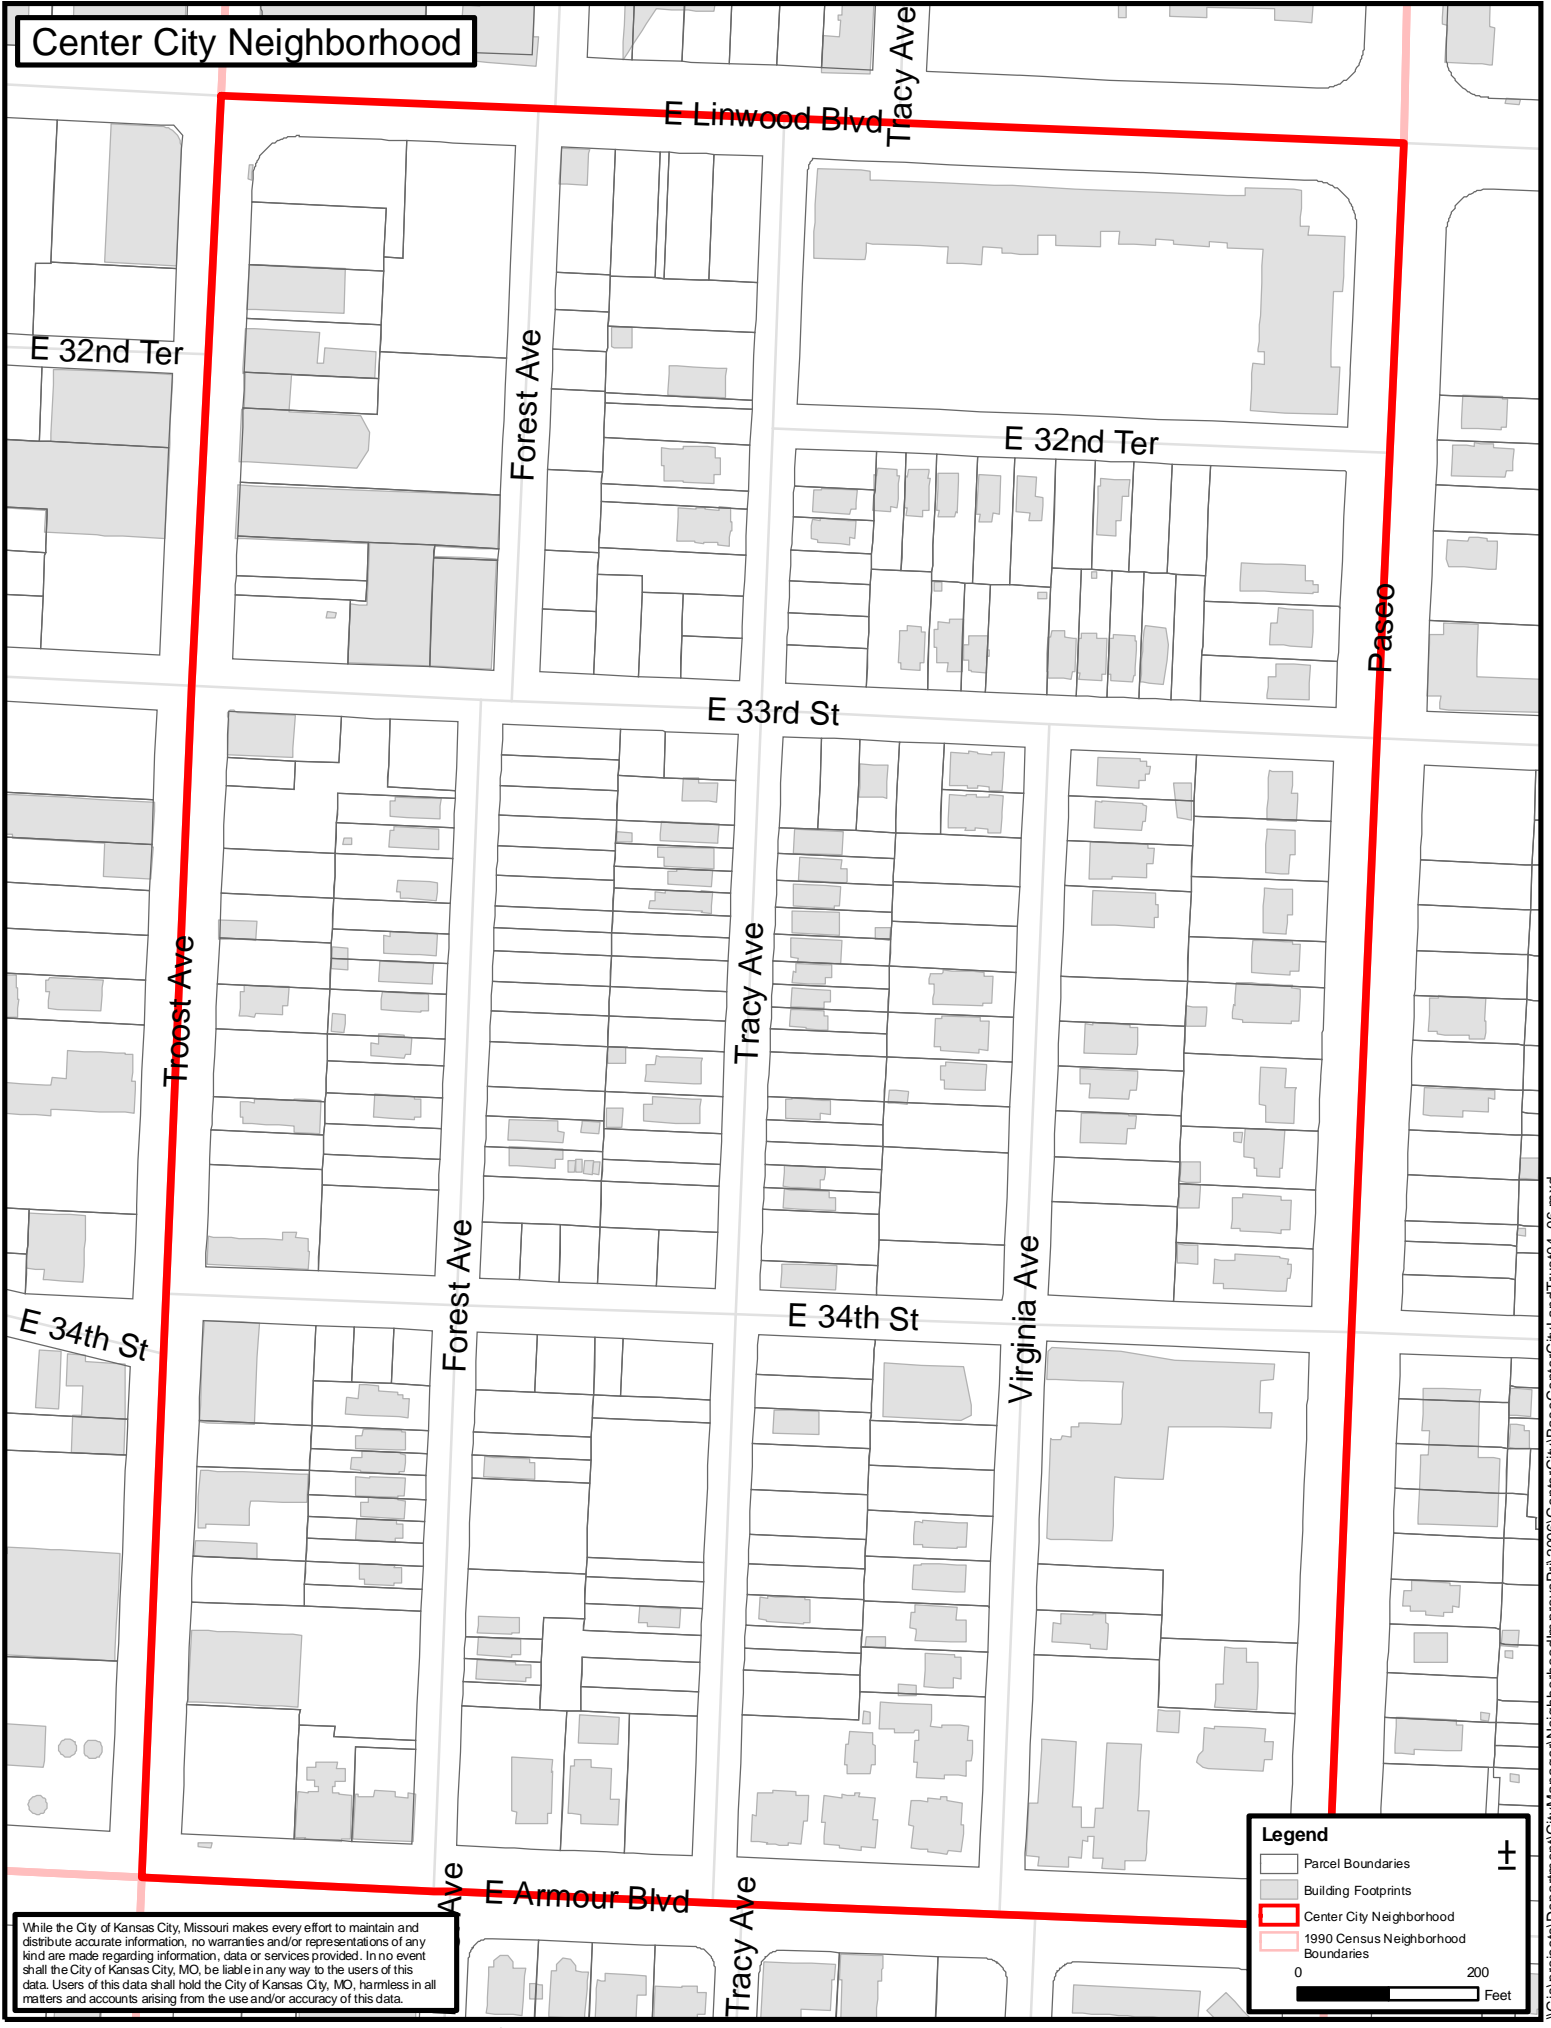 Center City Neighborhood
Tracy Ave
E Linwood Blvd
E 32nd Ter
Forest Ave
E 32nd Ter
Paseo
E 33rd St
Troost Ave
Tracy Ave
Forest Ave
Virginia Ave
E 34th St
E 34th St
Ave
E Armour Blvd
Tracy Ave
Legend
Parcel Boundaries
Building Footprints
Center City Neighborhood
1990 Census Neighborhood
Boundaries
0 200
Feet
While the City of Kansas City, Missouri makes every effort to maintain and
distribute accurate information, no warranties and/or representations of any
kind are made regarding information, data or services provided. In no event
shall the City of Kansas City, MO, be liable in any way to the users of this
data. Users of this data shall hold the City of Kansas City, MO, harmless in all
matters and accounts arising from the use and/or accuracy of this data.